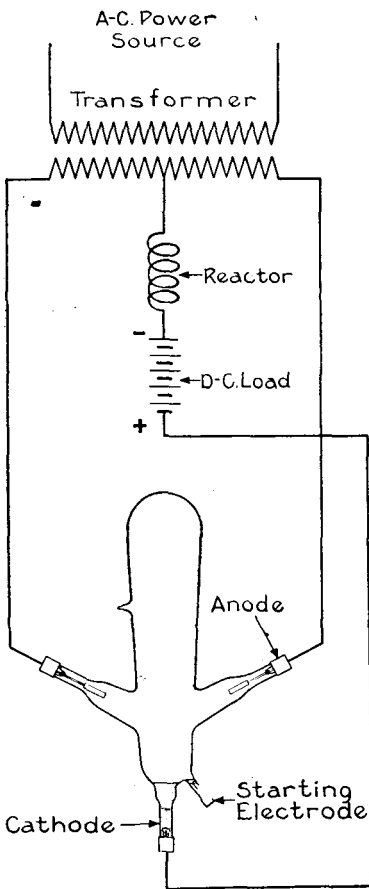 A-C. Power
Source
Transformer
-
Reactor
-
D-C. Load
+
Anode
Starting
Electrode
Cathode